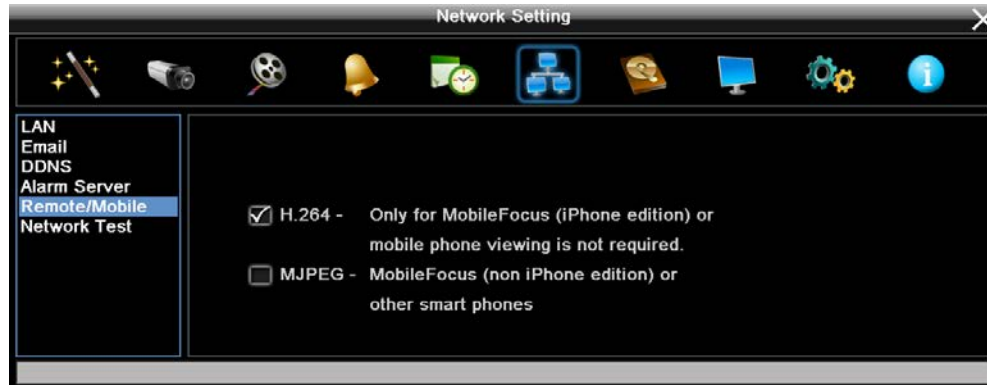 Network Setting
LAN
Email
DDNS
Alarm Server
Remote/Mobile
Network Test
H.264 - Only for MobileFocus (iPhone edition) or
mobile phone viewing is not required.
MJPEG - MobileFocus (non iPhone edition) or
other smart phones